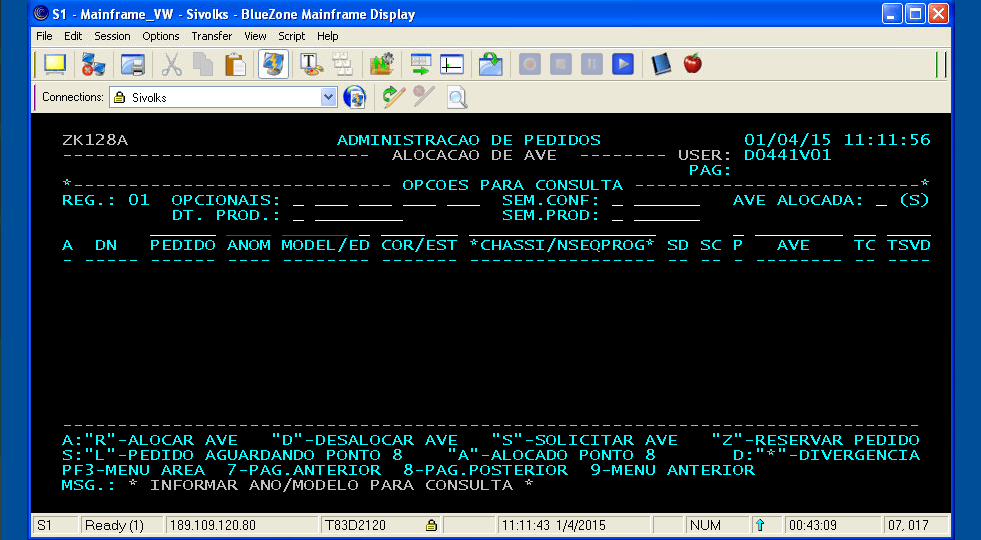 S1 - Mainframe_VW - Sivolks - BlueZone Mainframe Display
File Edit Session Options Transfer View Script Help
Connections: Sivolks
ZK128A ADMINISTRACAO DE PEDIDOS 01/04/15 11:11:56
---------------------------- ALOCACAO DE AVE -------- USER: D0441V01
PAG:
*----------------------------- OPCOES PARA CONSULTA --------------------------*
REG.: 01 OPCIONAIS: _ ___ ___ ___ ___ SEM.CONF: _ ______ AVE ALOCADA: _ (S)
DT. PROD.: _ ________ SEM.PROD: _ ______
A DN PEDIDO ANOM MODEL/ED COR/EST *CHASSI/NSEQPROG* SD SC P AVE TC TSVD
- ----- ------ ---- -------- ------- ----------------- -- -- - -------- -- ----
------------------------------------------------------------------------------
A:"R"-ALOCAR AVE "D"-DESALOCAR AVE "S"-SOLICITAR AVE "Z"-RESERVAR PEDIDO
S:"L"-PEDIDO AGUARDANDO PONTO 8 "A"-ALOCADO PONTO 8 D:"*"-DIVERGENCIA
PF3-MENU AREA 7-PAG.ANTERIOR 8-PAG.POSTERIOR 9-MENU ANTERIOR
MSG.: * INFORMAR ANO/MODELO PARA CONSULTA *
S1 Ready (1) 189.109.120.80 T83D2120 11:11:43 1/4/2015 NUM 00:43:09 07, 017